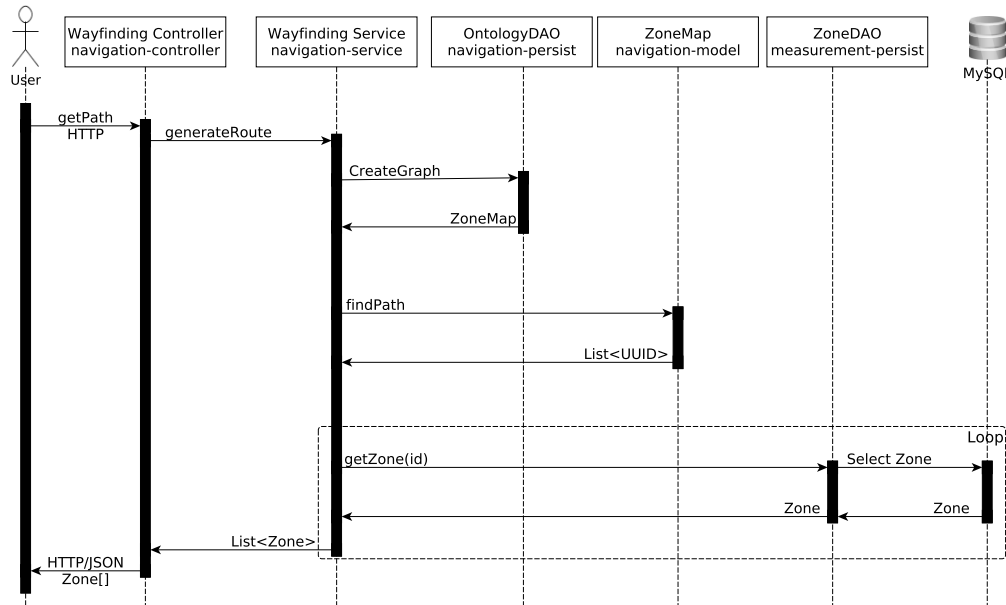 Wayfinding Controller
navigation-controller
Wayfinding Service
navigation-service
OntologyDAO
navigation-persist
ZoneMap
navigation-model
ZoneDAO
measurement-persist
User
MySQL
getPath
HTTP
generateRoute
CreateGraph
ZoneMap
findPath
List<UUID>
Loop
getZone(id)
Select Zone
Zone
Zone
List<Zone>
HTTP/JSON
Zone[]